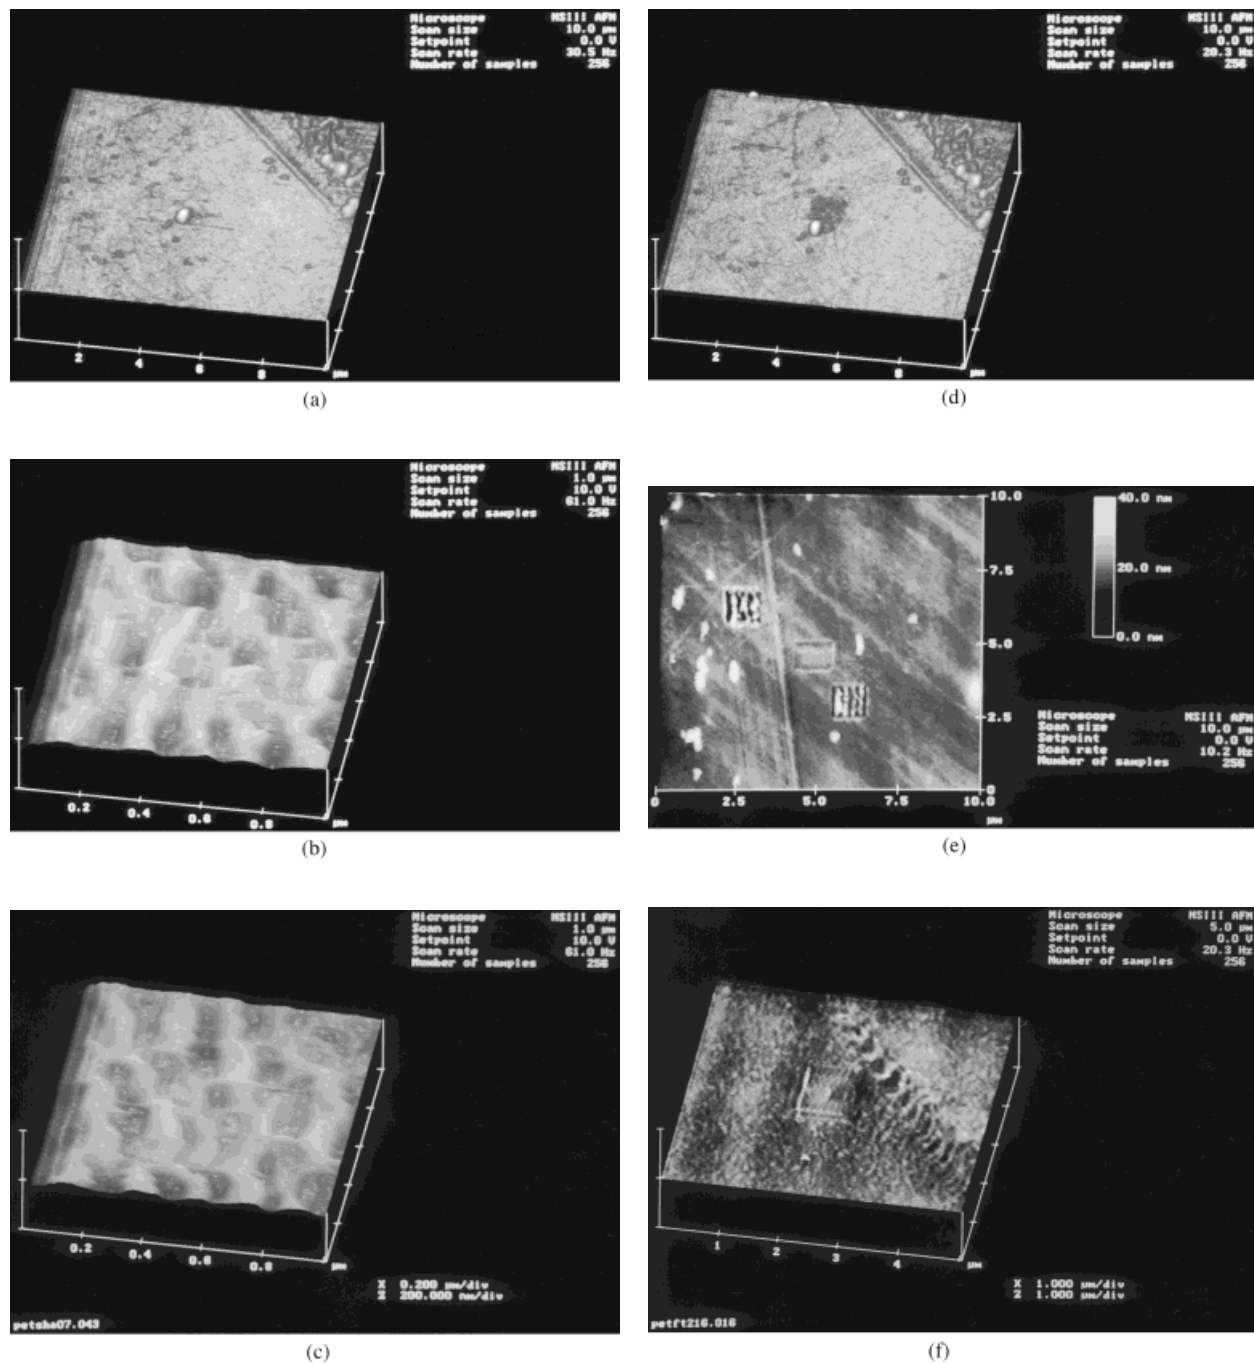 Microscope NSIII AFM
Scan size 10.0 µm
Setpoint 0.0 V
Scan rate 30.5 Hz
Number of samples 256
2 4 6 8 µm
(a)
Microscope NSIII AFM
Scan size 10.0 µm
Setpoint 0.0 V
Scan rate 20.3 Hz
Number of samples 256
2 4 6 8 µm
(d)
Microscope NSIII AFM
Scan size 1.0 µm
Setpoint 10.0 V
Scan rate 61.0 Hz
Number of samples 256
0.2 0.4 0.6 0.8 µm
(b)
10.0
7.5
5.0
2.5
0
0 2.5 5.0 7.5 10.0
µm
40.0 nm
20.0 nm
0.0 nm
Microscope NSIII AFM
Scan size 10.0 µm
Setpoint 0.0 V
Scan rate 10.2 Hz
Number of samples 256
(e)
Microscope NSIII AFM
Scan size 1.0 µm
Setpoint 10.0 V
Scan rate 61.0 Hz
Number of samples 256
0.2 0.4 0.6 0.8 µm
X 0.200 µm/div
Z 200.000 nm/div
petsha07.043
(c)
Microscope NSIII AFM
Scan size 5.0 µm
Setpoint 0.0 V
Scan rate 20.3 Hz
Number of samples 256
1 2 3 4 µm
X 1.000 µm/div
Z 1.000 µm/div
petft216.016
(f)